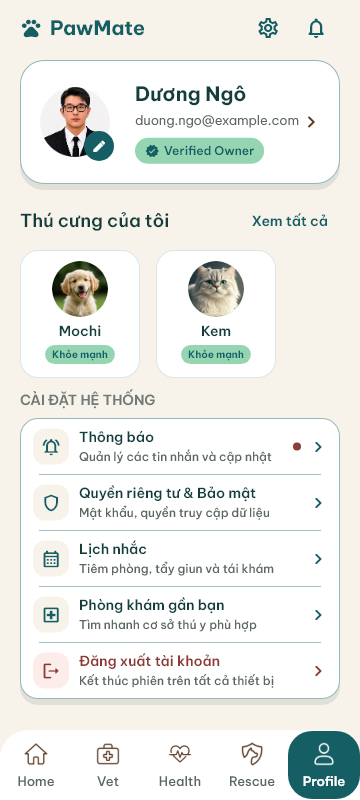 PawMate
Dương Ngô
duong.ngo@example.com
Verified Owner
Thú cưng của tôi
Xem tất cả
Mochi
Khỏe mạnh
Kem
Khỏe mạnh
CÀI ĐẶT HỆ THỐNG
Thông báo
Quản lý các tin nhắn và cập nhật
Quyền riêng tư & Bảo mật
Mật khẩu, quyền truy cập dữ liệu
Lịch nhắc
Tiêm phòng, tẩy giun và tái khám
Phòng khám gần bạn
Tìm nhanh cơ sở thú y phù hợp
Đăng xuất tài khoản
Kết thúc phiên trên tất cả thiết bị
Home
Vet
Health
Rescue
Profile